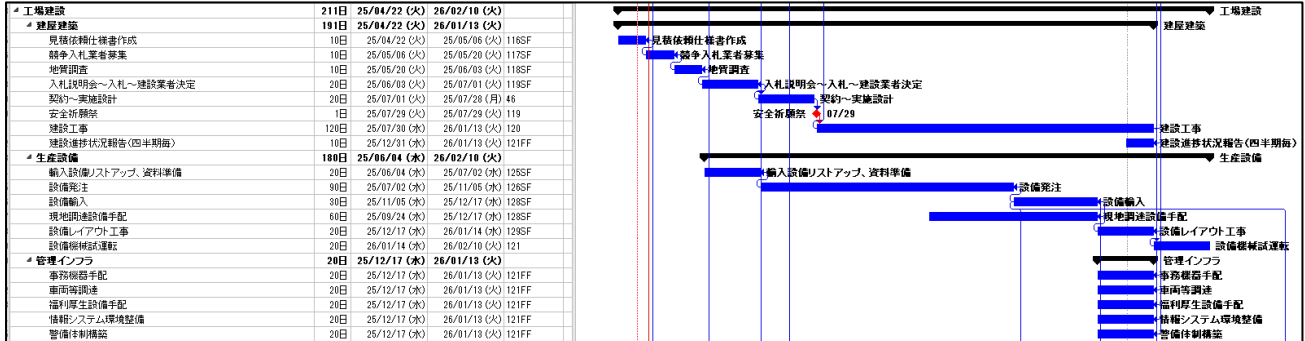 工場建設 211日 25/04/22 (火) 26/02/10 (火) 工場建設
建屋建築 191日 25/04/22 (火) 26/01/13 (火) 建屋建築
見積依頼仕様書作成 10日 25/04/22 (火) 25/05/06 (火) 116SF 見積依頼仕様書作成
競争入札業者募集 10日 25/05/06 (火) 25/05/20 (火) 117SF 競争入札業者募集
地質調査 10日 25/05/20 (火) 25/06/03 (火) 118SF 地質調査
入札説明会～入札～建設業者決定 20日 25/06/03 (火) 25/07/01 (火) 119SF 入札説明会～入札～建設業者決定
契約～実施設計 20日 25/07/01 (火) 25/07/28 (月) 46 契約～実施設計
安全祈願祭 1日 25/07/29 (火) 25/07/29 (火) 119 安全祈願祭 07/29
建設工事 120日 25/07/30 (水) 26/01/13 (火) 120 建設工事
建設進捗状況報告(四半期毎) 10日 25/12/31 (水) 26/01/13 (火) 121FF 建設進捗状況報告(四半期毎)
生産設備 180日 25/06/04 (水) 26/02/10 (火) 生産設備
輸入設備リストアップ、資料準備 20日 25/06/04 (水) 25/07/02 (水) 125SF 輸入設備リストアップ、資料準備
設備発注 90日 25/07/02 (水) 25/11/05 (水) 126SF 設備発注
設備輸入 30日 25/11/05 (水) 25/12/17 (水) 128SF 設備輸入
現地調達設備手配 60日 25/09/24 (水) 25/12/17 (水) 128SF 現地調達設備手配
設備レイアウト工事 20日 25/12/17 (水) 26/01/14 (水) 129SF 設備レイアウト工事
設備機械試運転 20日 26/01/14 (水) 26/02/10 (火) 121 設備機械試運転
管理インフラ 20日 25/12/17 (水) 26/01/13 (火) 管理インフラ
事務機器手配 20日 25/12/17 (水) 26/01/13 (火) 121FF 事務機器手配
車両等調達 20日 25/12/17 (水) 26/01/13 (火) 121FF 車両等調達
福利厚生設備手配 20日 25/12/17 (水) 26/01/13 (火) 121FF 福利厚生設備手配
情報システム環境整備 20日 25/12/17 (水) 26/01/13 (火) 121FF 情報システム環境整備
警備体制構築 20日 25/12/17 (水) 26/01/13 (火) 121FF 警備体制構築